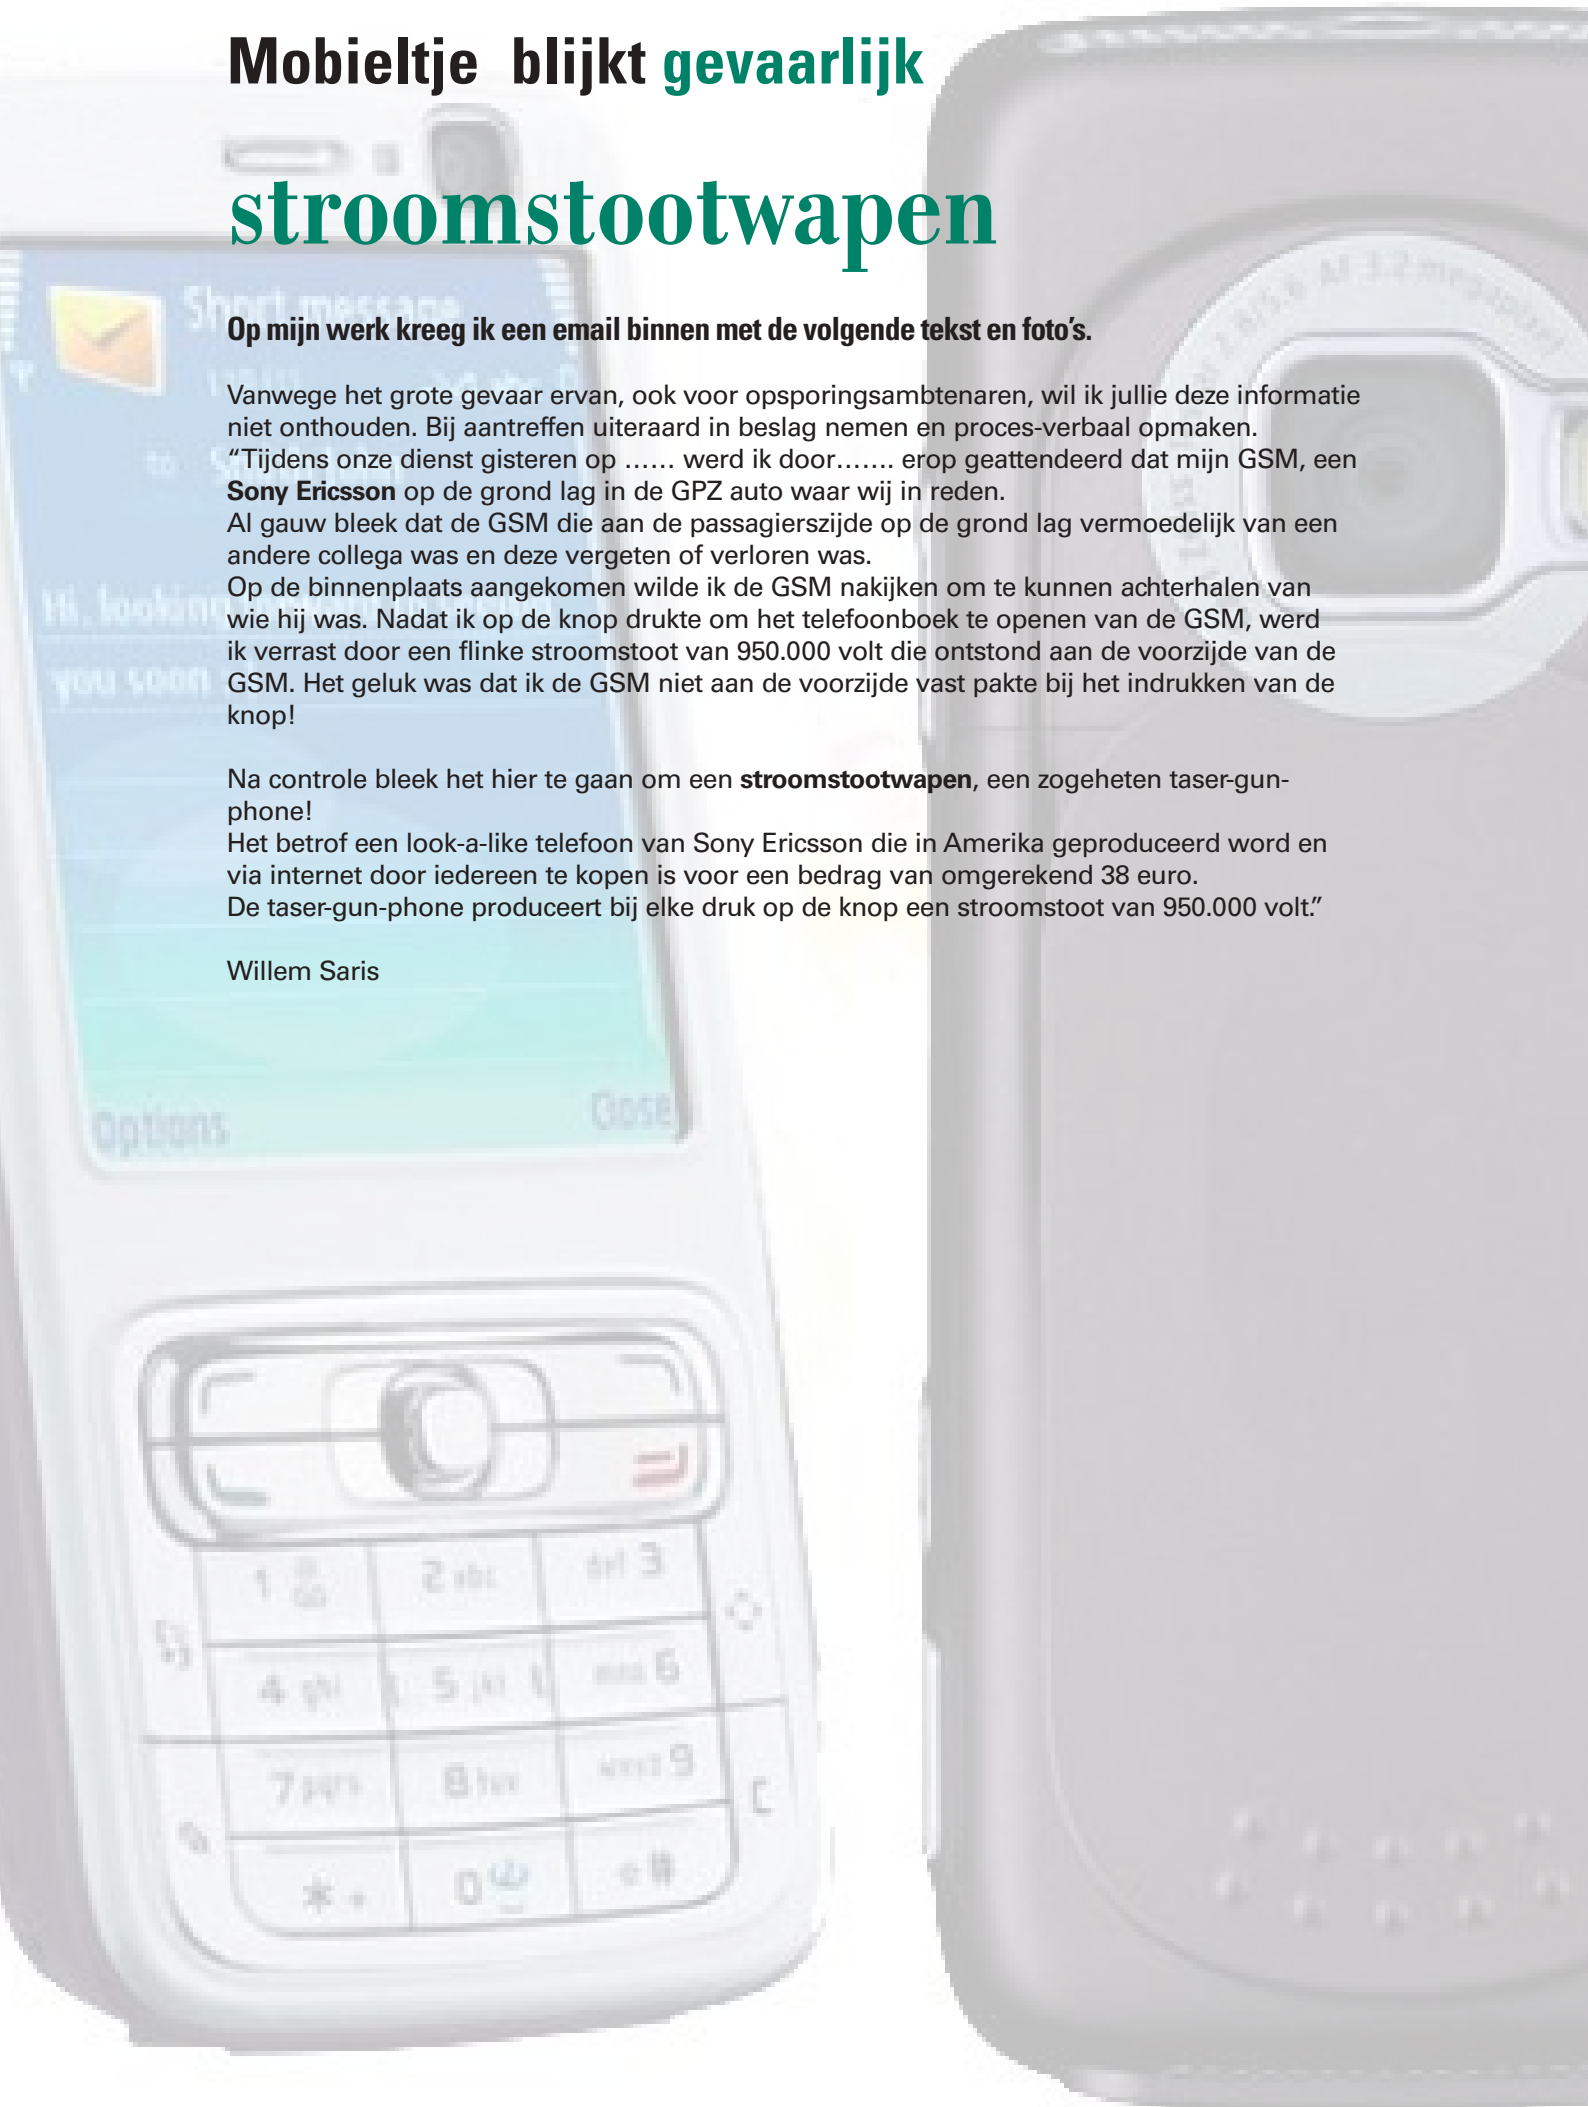 Mobieltje blijkt gevaarlijk
stroomstootwapen
Op mijn werk kreeg ik een email binnen met de volgende tekst en foto's.
Vanwege het grote gevaar ervan, ook voor opsporingsambtenaren, wil ik jullie deze informatie
niet onthouden. Bij aantreffen uiteraard in beslag nemen en proces-verbaal opmaken.
“Tijdens onze dienst gisteren op …… werd ik door……. erop geattendeerd dat mijn GSM, een
Sony Ericsson op de grond lag in de GPZ auto waar wij in reden.
Al gauw bleek dat de GSM die aan de passagierszijde op de grond lag vermoedelijk van een
andere collega was en deze vergeten of verloren was.
Op de binnenplaats aangekomen wilde ik de GSM nakijken om te kunnen achterhalen van
wie hij was. Nadat ik op de knop drukte om het telefoonboek te openen van de GSM, werd
ik verrast door een flinke stroomstoot van 950.000 volt die ontstond aan de voorzijde van de
GSM. Het geluk was dat ik de GSM niet aan de voorzijde vast pakte bij het indrukken van de
knop!
Na controle bleek het hier te gaan om een stroomstootwapen, een zogeheten taser-gun-
phone!
Het betrof een look-a-like telefoon van Sony Ericsson die in Amerika geproduceerd word en
via internet door iedereen te kopen is voor een bedrag van omgerekend 38 euro.
De taser-gun-phone produceert bij elke druk op de knop een stroomstoot van 950.000 volt.”
Willem Saris
Short message
to
Hi, looking
you soon
Options
Close
AF 3.2 megapixel
1
2 abc
def 3
4 ghi
5 jkl
mno 6
7 pqrs
8 tuv
wxyz 9
C
* +
0
#